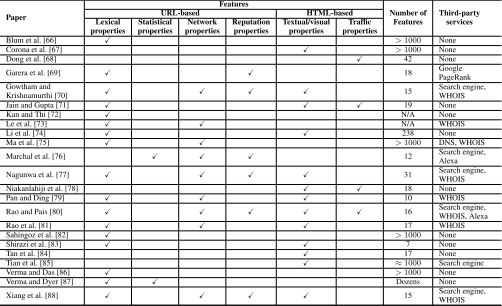 Features
URL-based HTML-based
Paper Lexical properties Statistical properties Network properties Reputation properties Textual/visual properties Traffic properties Number of Features Third-party services
Blum et al. [66] ✓ > 1000 None
Corona et al. [67] ✓ > 1000 None
Dong et al. [68] ✓ 42 None
Garera et al. [69] ✓ ✓ 18 Google PageRank
Gowtham and Krishnamurthi [70] ✓ ✓ ✓ ✓ 15 Search engine, WHOIS
Jain and Gupta [71] ✓ ✓ ✓ 19 None
Kan and Thi [72] ✓ N/A None
Le et al. [73] ✓ ✓ N/A WHOIS
Li et al. [74] ✓ ✓ 238 None
Ma et al. [75] ✓ ✓ > 1000 DNS, WHOIS
Marchal et al. [76] ✓ ✓ ✓ 12 Search engine, Alexa
Nagunwa et al. [77] ✓ ✓ ✓ ✓ 31 Search engine, WHOIS
Niakanlahiji et al. [78] ✓ ✓ 18 None
Pan and Ding [79] ✓ ✓ ✓ 10 WHOIS
Rao and Pais [80] ✓ ✓ ✓ ✓ ✓ 16 Search engine, WHOIS, Alexa
Rao et al. [81] ✓ ✓ ✓ 17 WHOIS
Sahingoz et al. [82] ✓ > 1000 None
Shirazi et al. [83] ✓ ✓ 7 None
Tan et al. [84] ✓ 17 None
Tian et al. [85] ✓ ≈ 1000 Search engine
Verma and Das [86] ✓ > 1000 None
Verma and Dyer [87] ✓ ✓ Dozens None
Xiang et al. [88] ✓ ✓ ✓ ✓ 15 Search engine, WHOIS